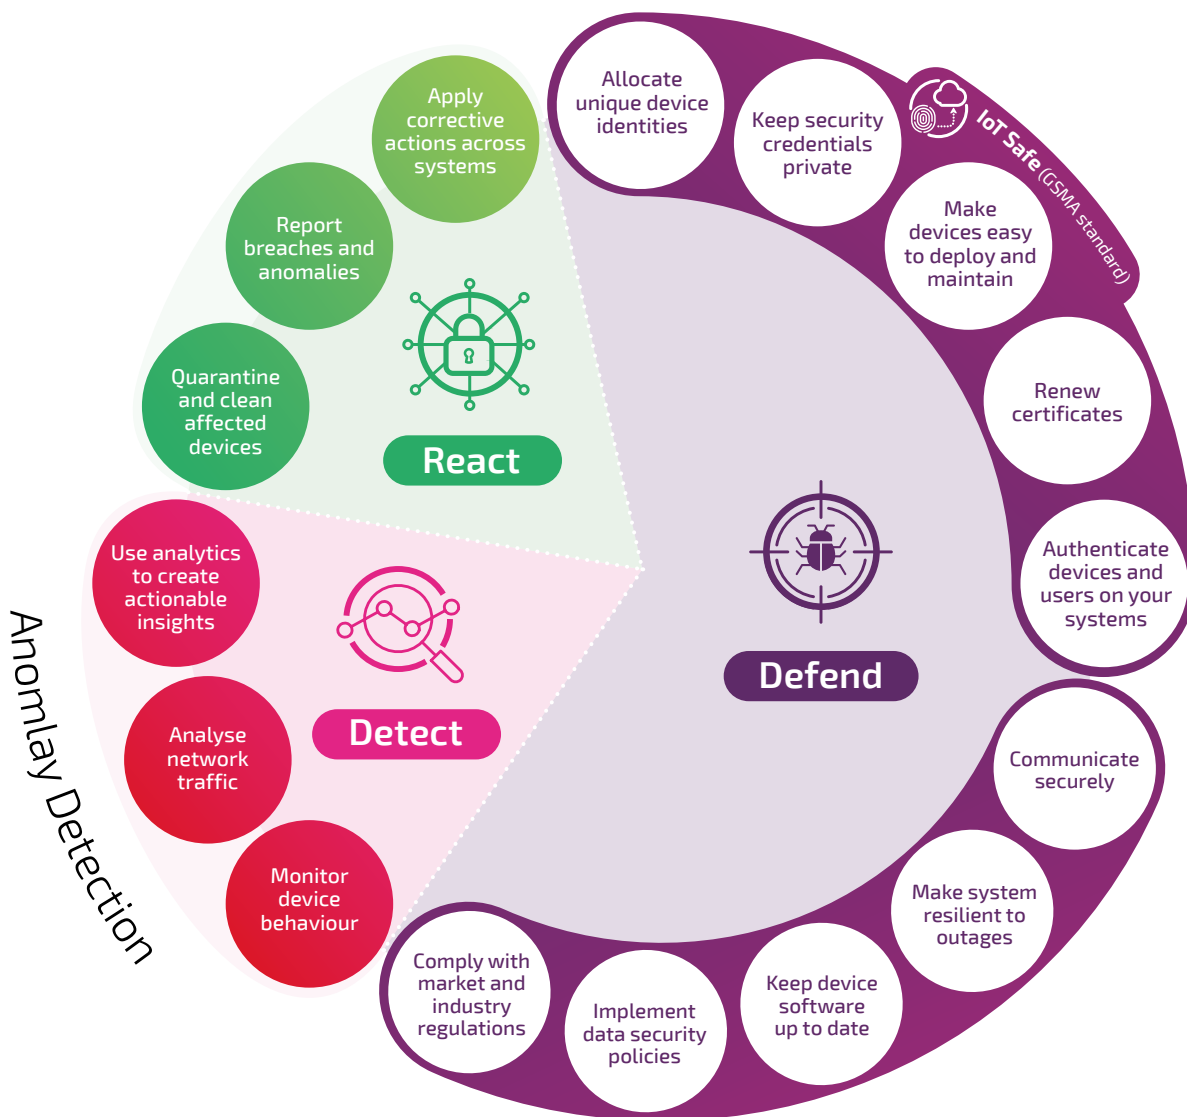 Allocate
unique device
identities
Keep security
credentials
private
IoT Safe (GSMA standard)
Make
devices easy
to deploy and
maintain
Renew
certificates
Authenticate
devices and
users on your
systems
Defend
Communicate
securely
Make system
resilient to
outages
Keep device
software
up to date
Implement
data security
policies
Comply with
market and
industry
regulations
Monitor
device
behaviour
Analyse
network
traffic
Use analytics
to create
actionable
insights
Detect
Anomlay Detection
Quarantine
and clean
affected
devices
Report
breaches and
anomalies
Apply
corrective
actions across
systems
React